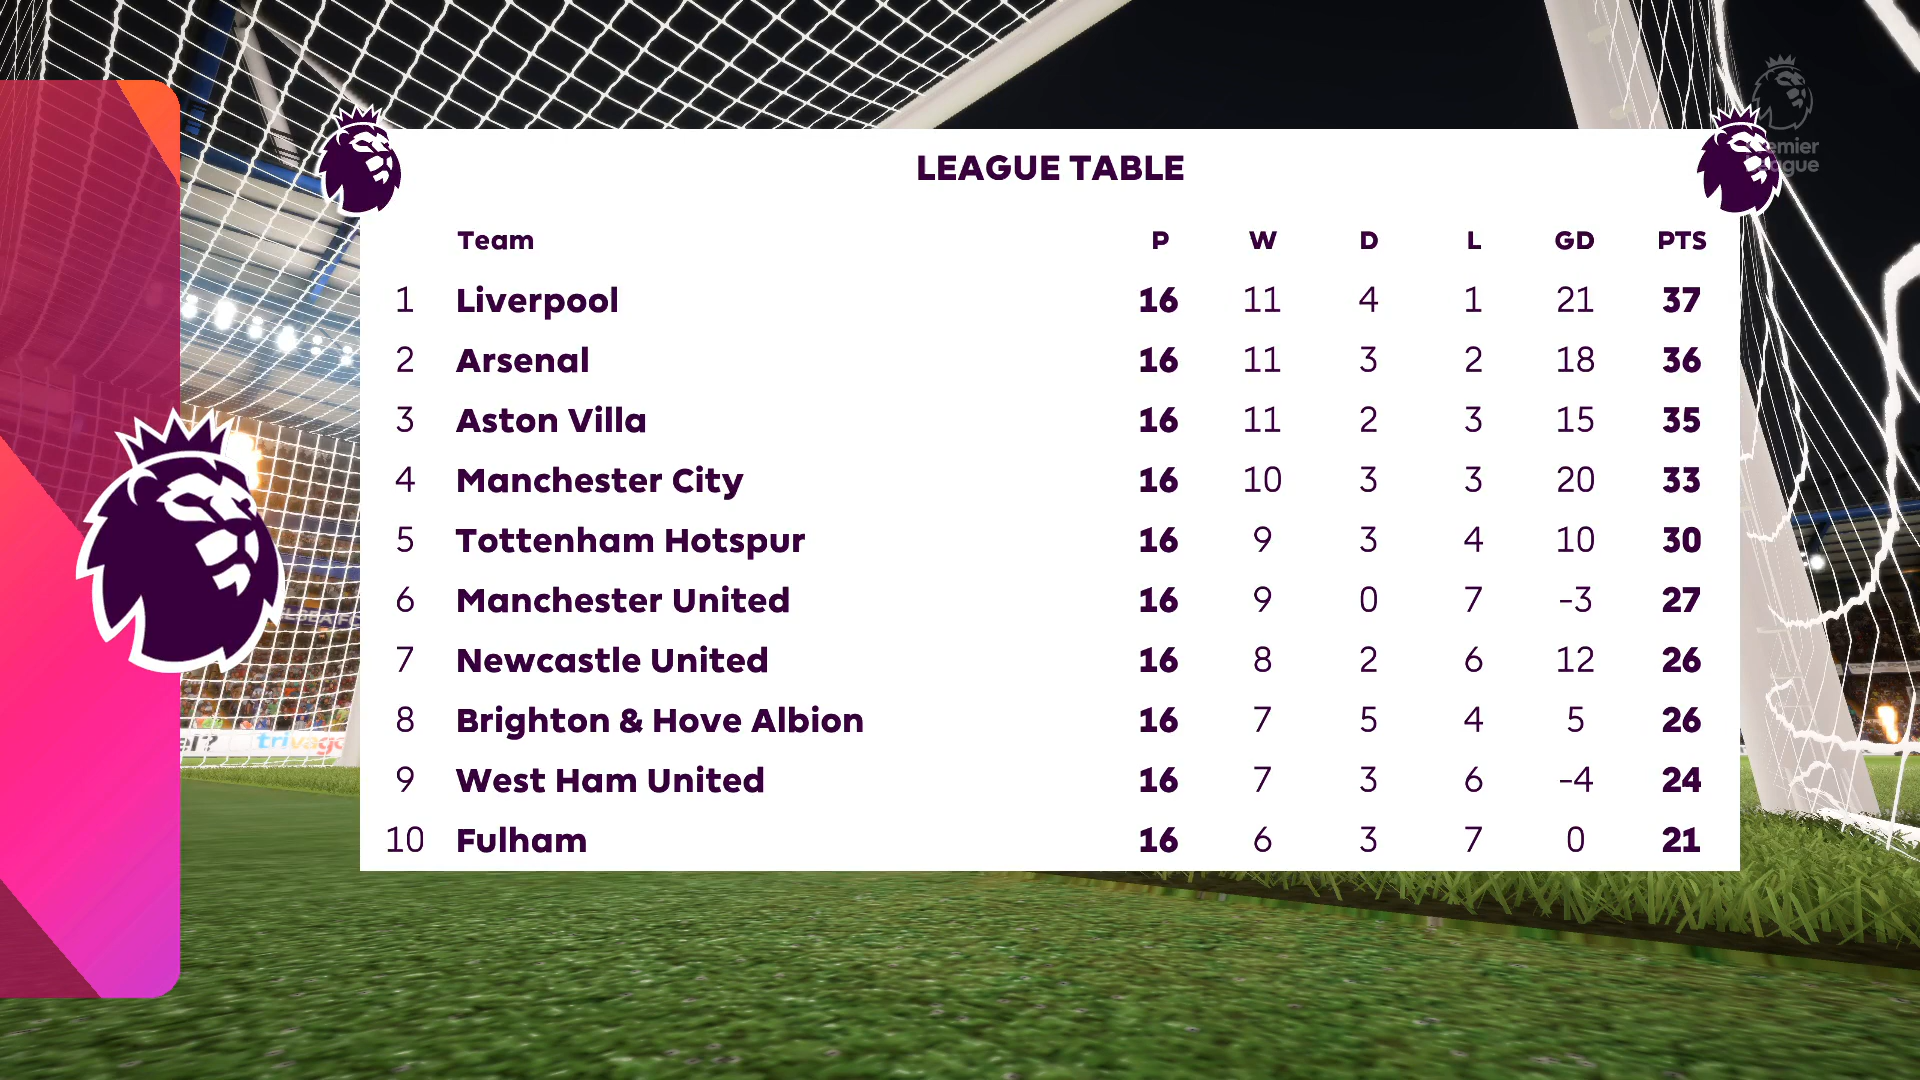 LEAGUE TABLE
Team P W D L GD PTS
1 Liverpool 16 11 4 1 21 37
2 Arsenal 16 11 3 2 18 36
3 Aston Villa 16 11 2 3 15 35
4 Manchester City 16 10 3 3 20 33
5 Tottenham Hotspur 16 9 3 4 10 30
6 Manchester United 16 9 0 7 -3 27
7 Newcastle United 16 8 2 6 12 26
8 Brighton & Hove Albion 16 7 5 4 5 26
9 West Ham United 16 7 3 6 -4 24
10 Fulham 16 6 3 7 0 21
trivago